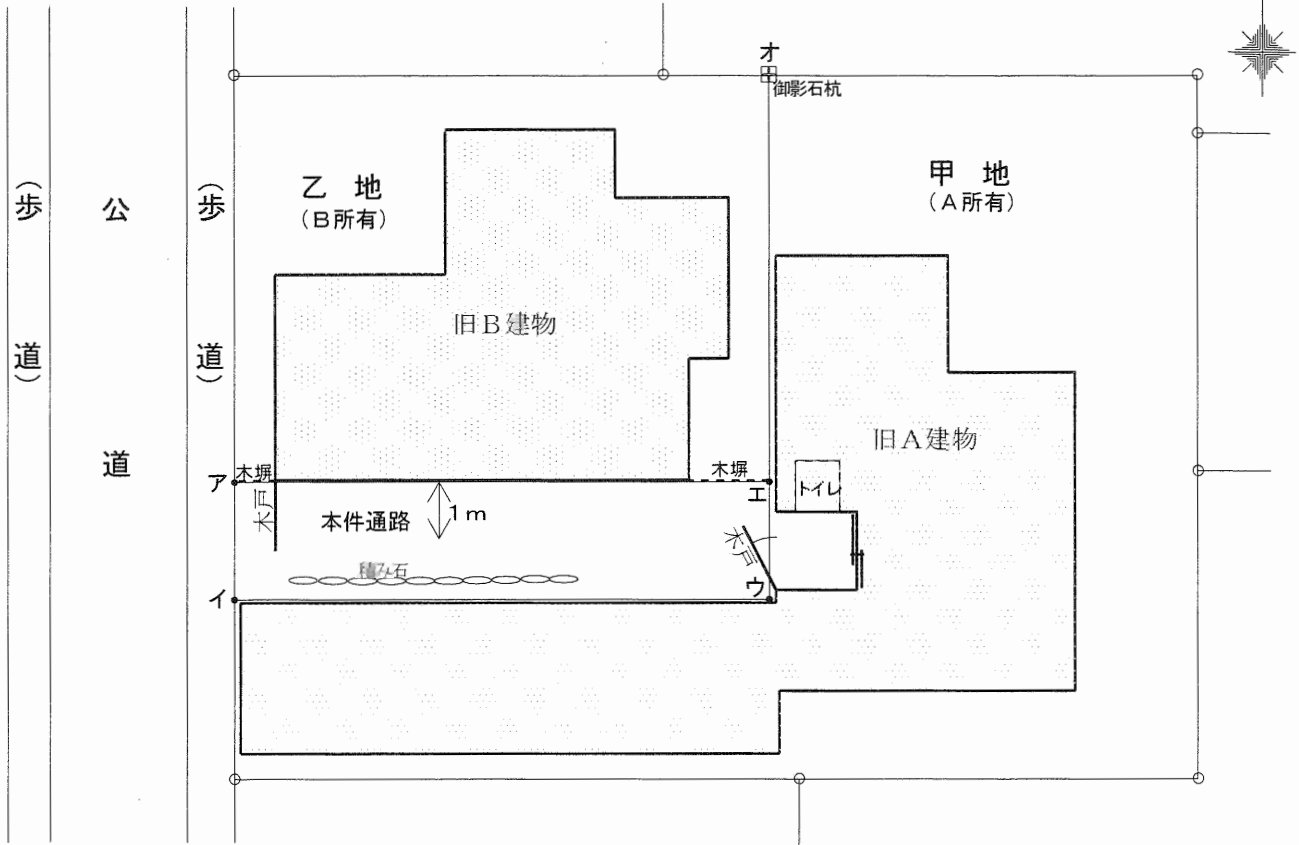 オ
御影石杭
乙 地
(B所有)
甲 地
(A所有)
(歩道)
公道
(歩道)
旧B建物
旧A建物
ア
木塀
木塀
エ
トイレ
木戸
本件通路
1m
木戸
積み石
イ
ウ